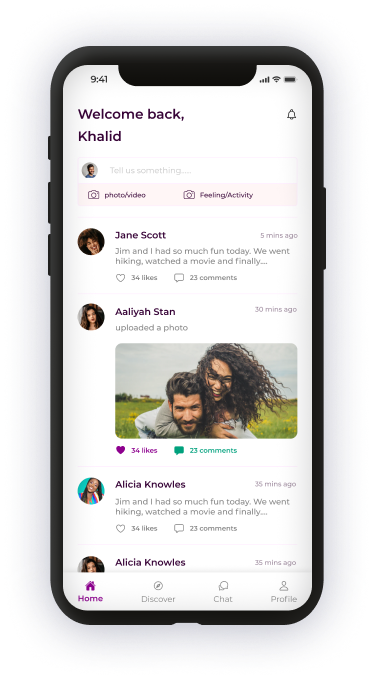 9:41
Welcome back,
Khalid
Tell us something.....
photo/video
Feeling/Activity
Jane Scott
5 mins ago
Jim and I had so much fun today. We went
hiking, watched a movie and finally....
34 likes
23 comments
Aaliyah Stan
30 mins ago
uploaded a photo
34 likes
23 comments
Alicia Knowles
35 mins ago
Jim and I had so much fun today. We went
hiking, watched a movie and finally....
34 likes
23 comments
Alicia Knowles
35 mins ago
Home
Discover
Chat
Profile